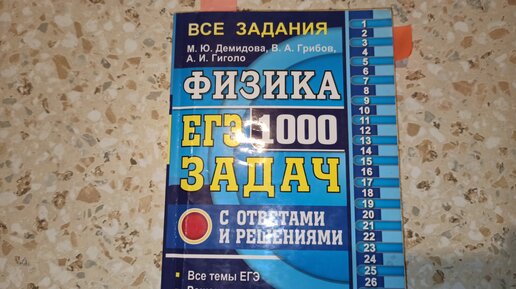 ВСЕ ЗАДАНИЯ
М. Ю. Демидова, В. А. Грибов,
А. И. Гиголо
ФИЗИКА
ЕГЭ 1000
ЗАДАЧ
С ОТВЕТАМИ
И РЕШЕНИЯМИ
Все темы ЕГЭ
1
2
3
4
5
6
7
8
9
10
11
12
13
14
15
16
17
18
19
20
21
22
23
24
25
26